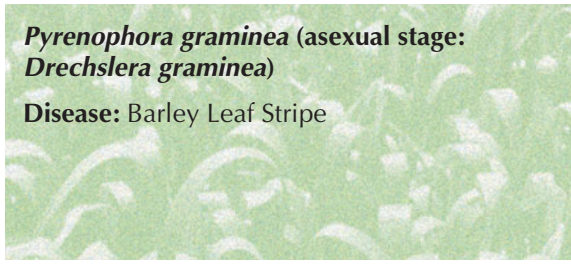 Pyrenophora graminea (asexual stage:
Drechslera graminea)
Disease: Barley Leaf Stripe